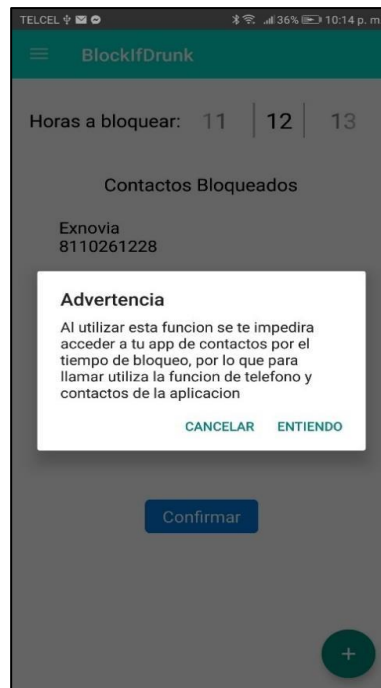 TELCEL 36% 10:14 p. m.
BlockIfDrunk
Horas a bloquear: 11 12 13
Contactos Bloqueados
Exnovia
8110261228
Advertencia
Al utilizar esta funcion se te impedira
acceder a tu app de contactos por el
tiempo de bloqueo, por lo que para
llamar utiliza la funcion de telefono y
contactos de la aplicacion
CANCELAR ENTIENDO
Confirmar
+